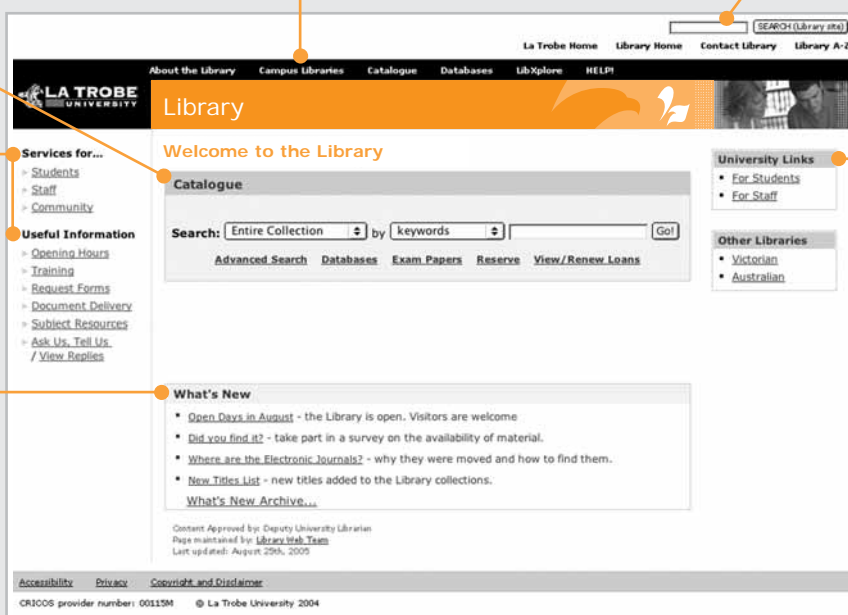 SEARCH (Library site)
La Trobe Home Library Home Contact Library Library A-Z
About the Library Campus Libraries Catalogue Databases LibXplore HELP!
LA TROBE
UNIVERSITY
Library
Services for...
Students
Staff
Community
Useful Information
Opening Hours
Training
Request Forms
Document Delivery
Subject Resources
Ask Us, Tell Us
/ View Replies
Welcome to the Library
Catalogue
Search: Entire Collection by keywords Go!
Advanced Search Databases Exam Papers Reserve View/Renew Loans
What's New
• Open Days in August - the Library is open. Visitors are welcome
• Did you find it? - take part in a survey on the availability of material.
• Where are the Electronic Journals? - why they were moved and how to find them.
• New Titles List - new titles added to the Library collections.
What's New Archive...
Content Approved by: Deputy University Librarian
Page maintained by: Library Web Team
Last updated: August 25th, 2005
University Links
• For Students
• For Staff
Other Libraries
• Victorian
• Australian
Accessibility Privacy Copyright and Disclaimer
CRICOS provider number: 00115M © La Trobe University 2004